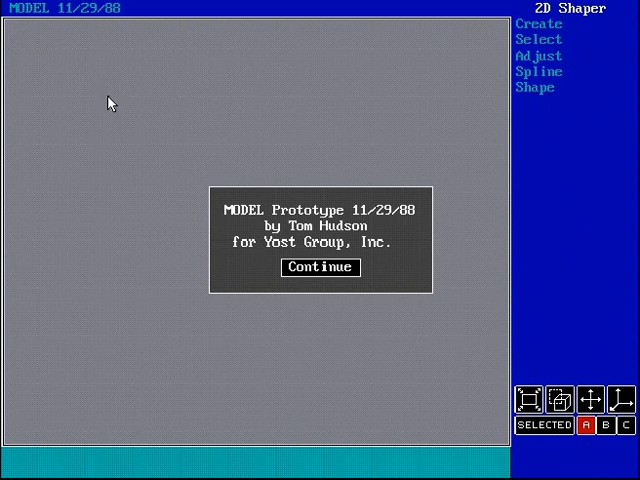 MODEL 11/29/88
2D Shaper
Create
Select
Adjust
Spline
Shape
MODEL Prototype 11/29/88
by Tom Hudson
for Yost Group, Inc.
Continue
SELECTED A B C